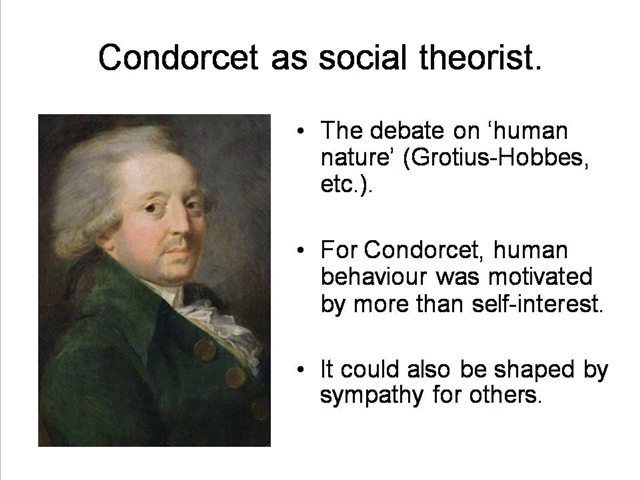 Condorcet as social theorist.
• The debate on ‘human
nature’ (Grotius-Hobbes,
etc.).
• For Condorcet, human
behaviour was motivated
by more than self-interest.
• It could also be shaped by
sympathy for others.